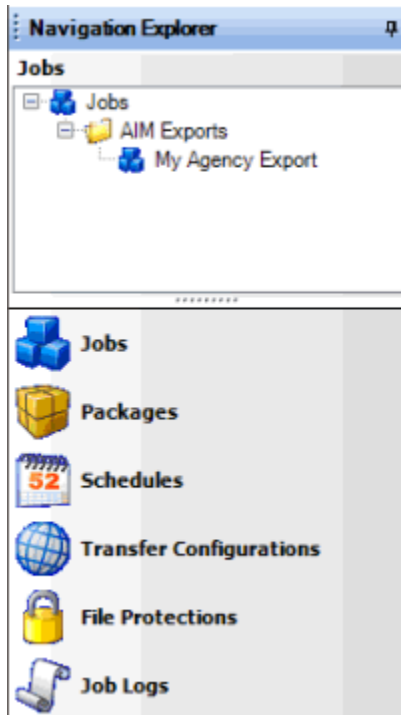 Navigation Explorer
Jobs
Jobs
AIM Exports
My Agency Export
Jobs
Packages
52
Schedules
Transfer Configurations
File Protections
Job Logs